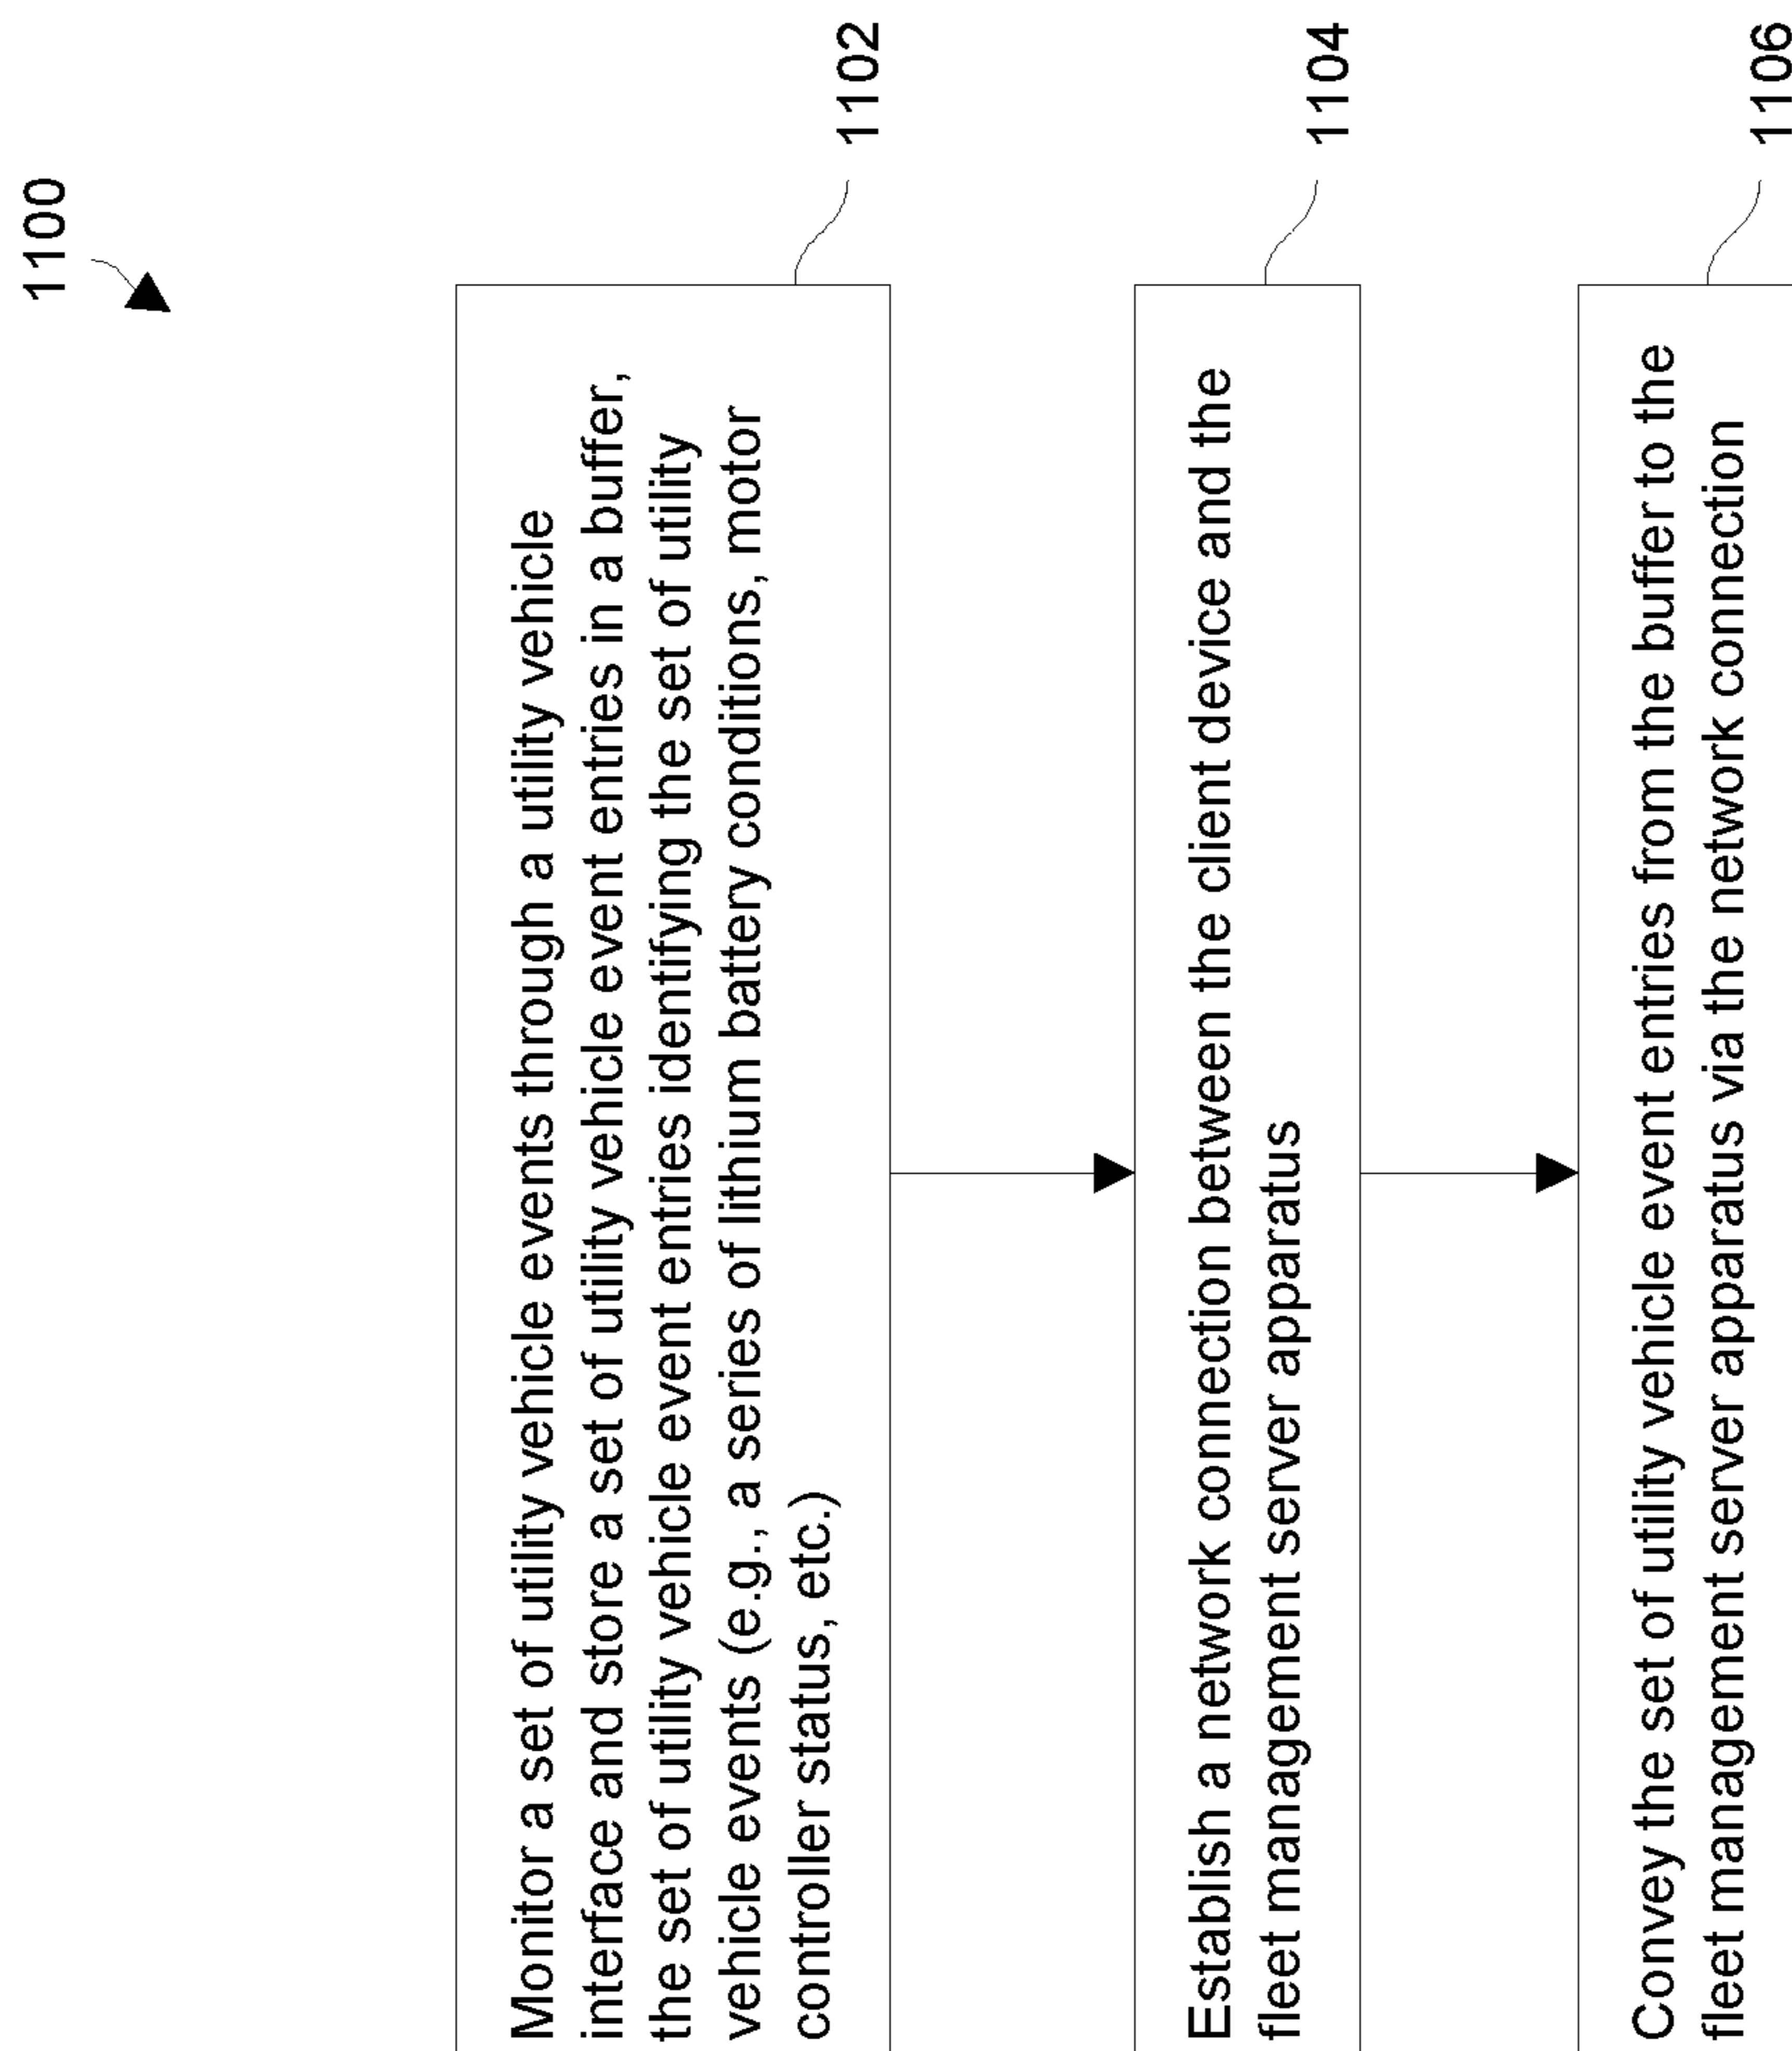 1100
Monitor a set of utility vehicle events through a utility vehicle
interface and store a set of utility vehicle event entries in a buffer,
the set of utility vehicle event entries identifying the set of utility
vehicle events (e.g., a series of lithium battery conditions, motor
controller status, etc.)
1102
Establish a network connection between the client device and the
fleet management server apparatus
1104
Convey the set of utility vehicle event entries from the buffer to the
fleet management server apparatus via the network connection
1106